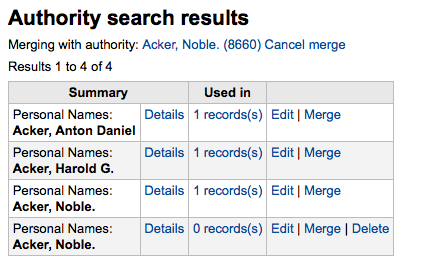 Authority search results
Merging with authority: Acker, Noble. (8660) Cancel merge
Results 1 to 4 of 4
Summary Used in
Personal Names: Details 1 records(s) Edit | Merge
Acker, Anton Daniel
Personal Names: Details 1 records(s) Edit | Merge
Acker, Harold G.
Personal Names: Details 1 records(s) Edit | Merge
Acker, Noble.
Personal Names: Details 0 records(s) Edit | Merge | Delete
Acker, Noble.